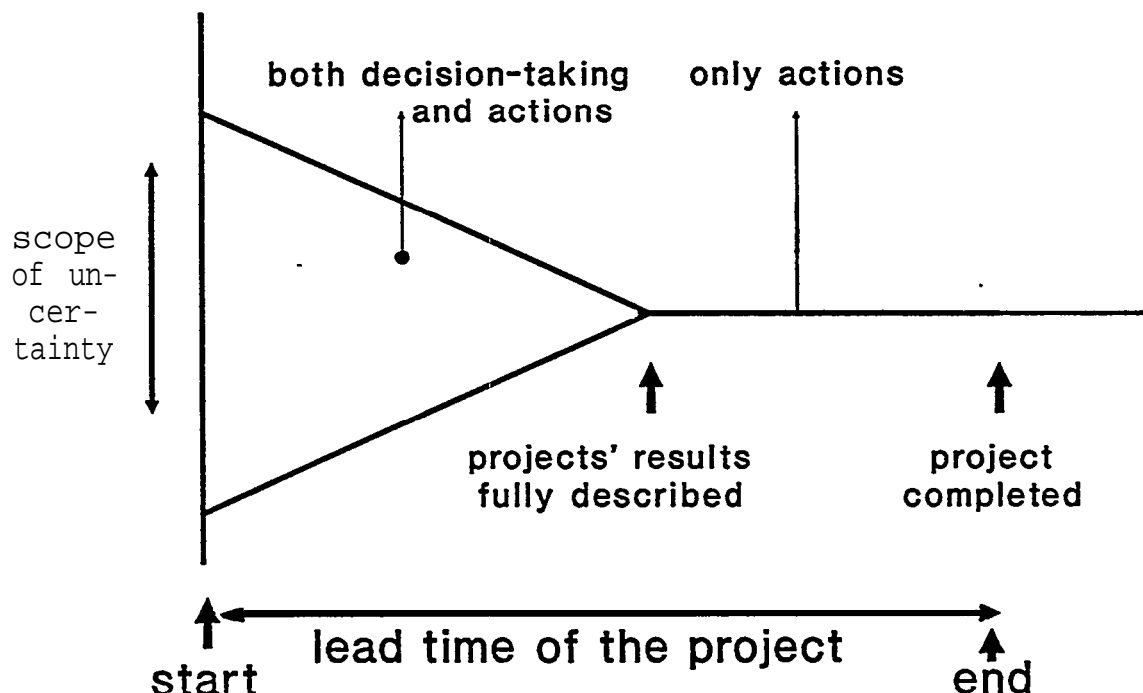 both decision-taking
and actions
only actions
scope
of un-
cer-
tainty
projects' results
fully described
project
completed
lead time of the project
start
end